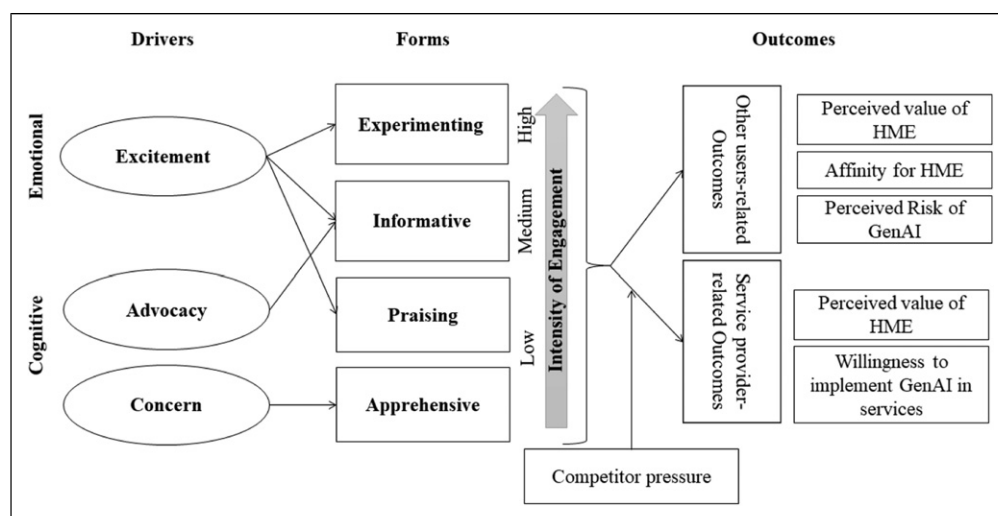 Drivers
Forms
Outcomes
Emotional
Cognitive
Excitement
Advocacy
Concern
Experimenting
Informative
Praising
Apprehensive
High
Medium
Low
Intensity of Engagement
Other users-related
Outcomes
Service provider-
related Outcomes
Perceived value of
HME
Affinity for HME
Perceived Risk of
GenAI
Perceived value of
HME
Willingness to
implement GenAI in
services
Competitor pressure